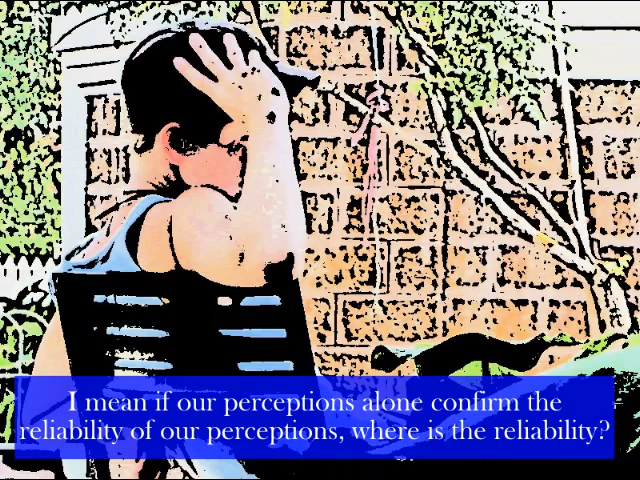 I mean if our perceptions alone confirm the
reliability of our perceptions, where is the reliability?